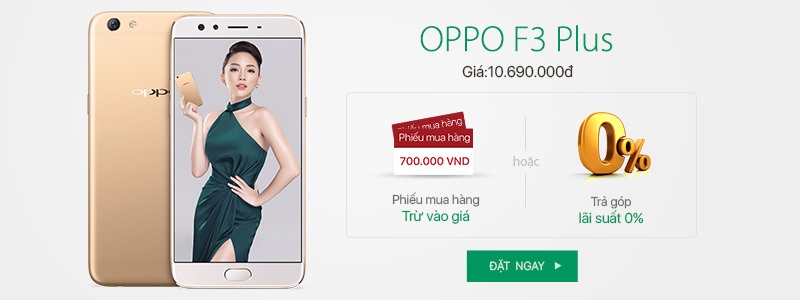 OPPO F3 Plus
Giá:10.690.000đ
oppo
Phiếu mua hàng
Phiếu mua hàng
700.000 VND
Phiếu mua hàng
Trừ vào giá
hoặc
0%
Trả góp
lãi suất 0%
ĐẶT NGAY